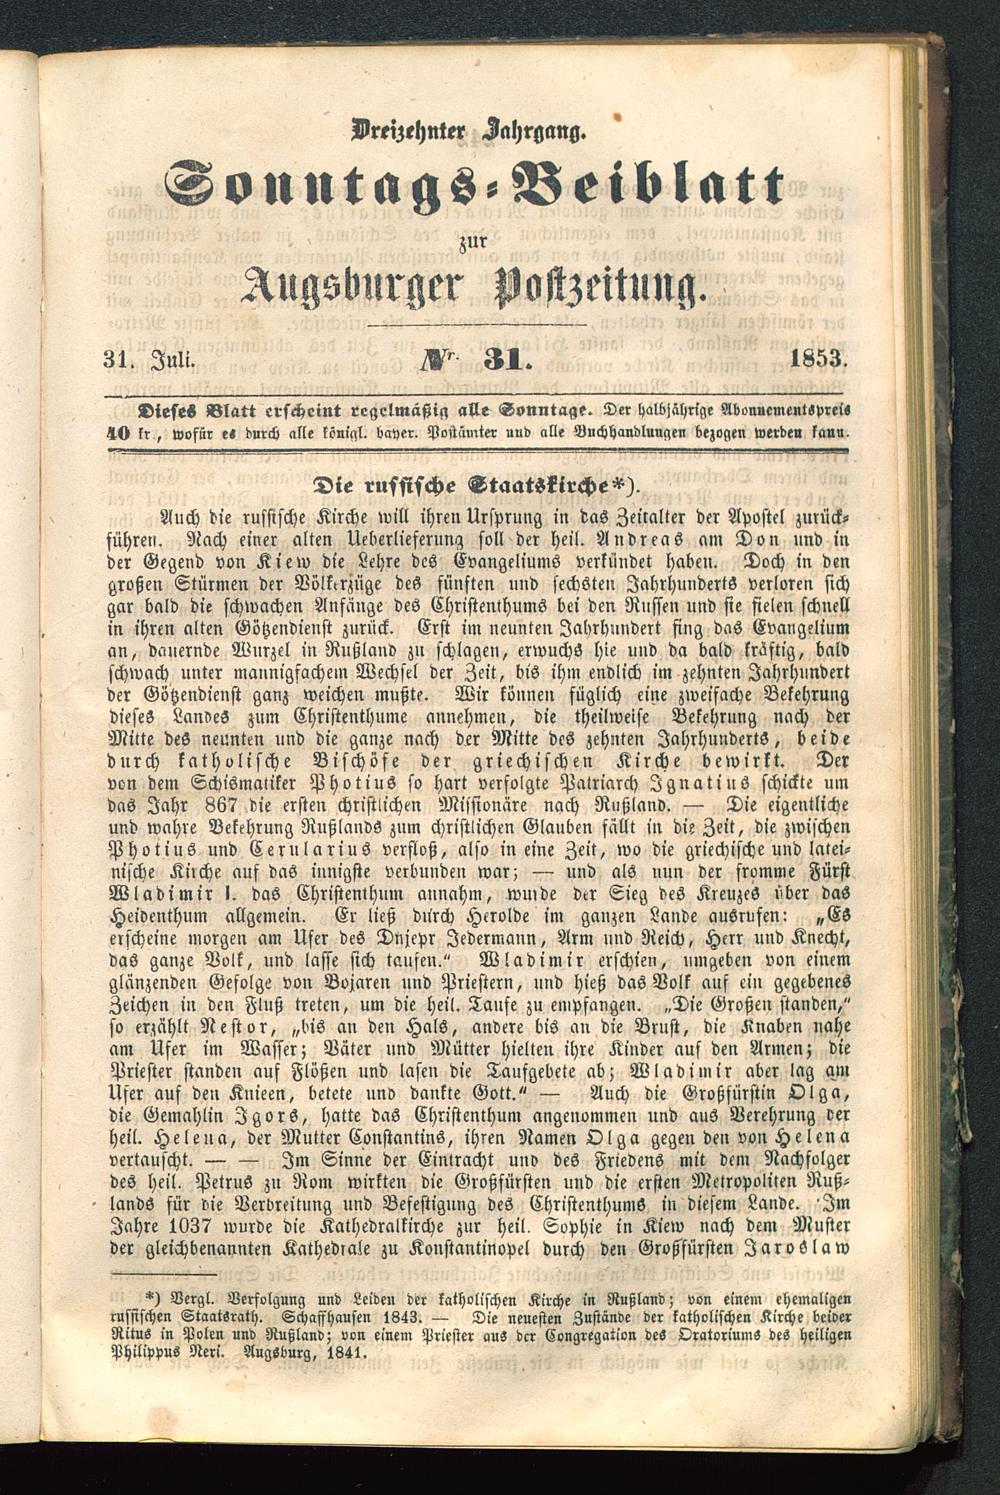 Dreizehnter Jahrgang.
Sonntags-Beiblatt
zur
Augsburger Postzeitung.
31. Juli. Nr. 31. 1853.
Dieses Blatt erscheint regelmäßig alle Sonntage. Der halbjährige Abonnementspreis
40 kr., wofür es durch alle königl. bayer. Postämter und alle Buchhandlungen bezogen werden kann.
Die russische Staatskirche*).
Auch die russische Kirche will ihren Ursprung in das Zeitalter der Apostel zurück-
führen. Nach einer alten Ueberlieferung soll der heil. Andreas am Don und in
der Gegend von Kiew die Lehre des Evangeliums verkündet haben. Doch in den
großen Stürmen der Völkerzüge des fünften und sechsten Jahrhunderts verloren sich
gar bald die schwachen Anfänge des Christenthums bei den Russen und sie fielen schnell
in ihren alten Götzendienst zurück. Erst im neunten Jahrhundert fing das Evangelium
an, dauernde Wurzel in Rußland zu schlagen, erwuchs hie und da bald kräftig, bald
schwach unter mannigfachem Wechsel der Zeit, bis ihm endlich im zehnten Jahrhundert
der Götzendienst ganz weichen mußte. Wir können füglich eine zweifache Bekehrung
dieses Landes zum Christenthume annehmen, die theilweise Bekehrung nach der
Mitte des neunten und die ganze nach der Mitte des zehnten Jahrhunderts, beide
durch katholische Bischöfe der griechischen Kirche bewirkt. Der
von dem Schismatiker Photius so hart verfolgte Patriarch Ignatius schickte um
das Jahr 867 die ersten christlichen Missionäre nach Rußland. — Die eigentliche
und wahre Bekehrung Rußlands zum christlichen Glauben fällt in die Zeit, die zwischen
Photius und Cerularius verfloß, also in eine Zeit, wo die griechische und latei-
nische Kirche auf das innigste verbunden war; — und als nun der fromme Fürst
Wladimir I. das Christenthum annahm, wurde der Sieg des Kreuzes über das
Heidenthum allgemein. Er ließ durch Herolde im ganzen Lande ausrufen: „Es
erscheine morgen am Ufer des Dnjepr Jedermann, Arm und Reich, Herr und Knecht,
das ganze Volk, und lasse sich taufen.“ Wladimir erschien, umgeben von einem
glänzenden Gefolge von Bojaren und Priestern, und hieß das Volk auf ein gegebenes
Zeichen in den Fluß treten, um die heil. Taufe zu empfangen. „Die Großen standen,“
so erzählt Nestor, „bis an den Hals, andere bis an die Brust, die Knaben nahe
am Ufer im Wasser; Väter und Mütter hielten ihre Kinder auf den Armen; die
Priester standen auf Flößen und lasen die Taufgebete ab; Wladimir aber lag am
Ufer auf den Knieen, betete und dankte Gott.“ — Auch die Großfürstin Olga,
die Gemahlin Igors, hatte das Christenthum angenommen und aus Verehrung der
heil. Helena, der Mutter Constantins, ihren Namen Olga gegen den von Helena
vertauscht. — — Im Sinne der Eintracht und des Friedens mit dem Nachfolger
des heil. Petrus zu Rom wirkten die Großfürsten und die ersten Metropoliten Ruß-
lands für die Verbreitung und Befestigung des Christenthums in diesem Lande. Im
Jahre 1037 wurde die Kathedralkirche zur heil. Sophie in Kiew nach dem Muster
der gleichbenannten Kathedrale zu Konstantinopel durch den Großfürsten Jaroslaw
*) Vergl. Verfolgung und Leiden der katholischen Kirche in Rußland; von einem ehemaligen
russischen Staatsrath. Schaffhausen 1843. — Die neuesten Zustände der katholischen Kirche beider
Ritus in Polen und Rußland; von einem Priester aus der Congregation des Oratoriums des heiligen
Philippus Neri. Augsburg, 1841.